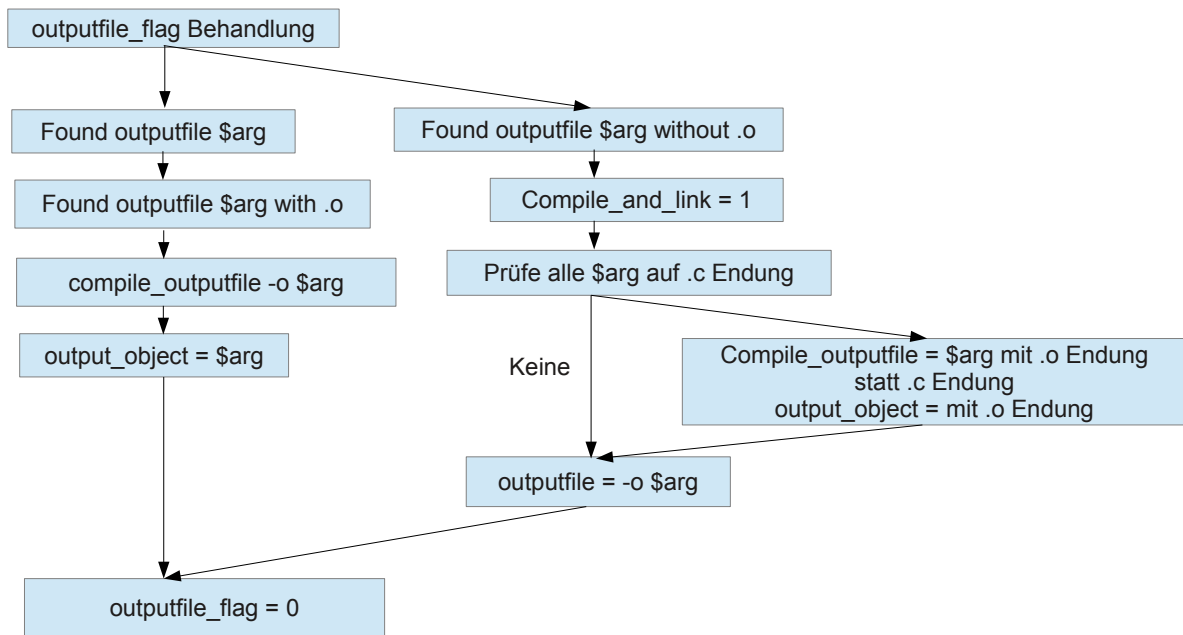 outputfile_flag Behandlung
Found outputfile $arg
Found outputfile $arg without .o
Found outputfile $arg with .o
Compile_and_link = 1
compile_outputfile -o $arg
Prüfe alle $arg auf .c Endung
output_object = $arg
Keine
Compile_outputfile = $arg mit .o Endung
statt .c Endung
output_object = mit .o Endung
outputfile = -o $arg
outputfile_flag = 0